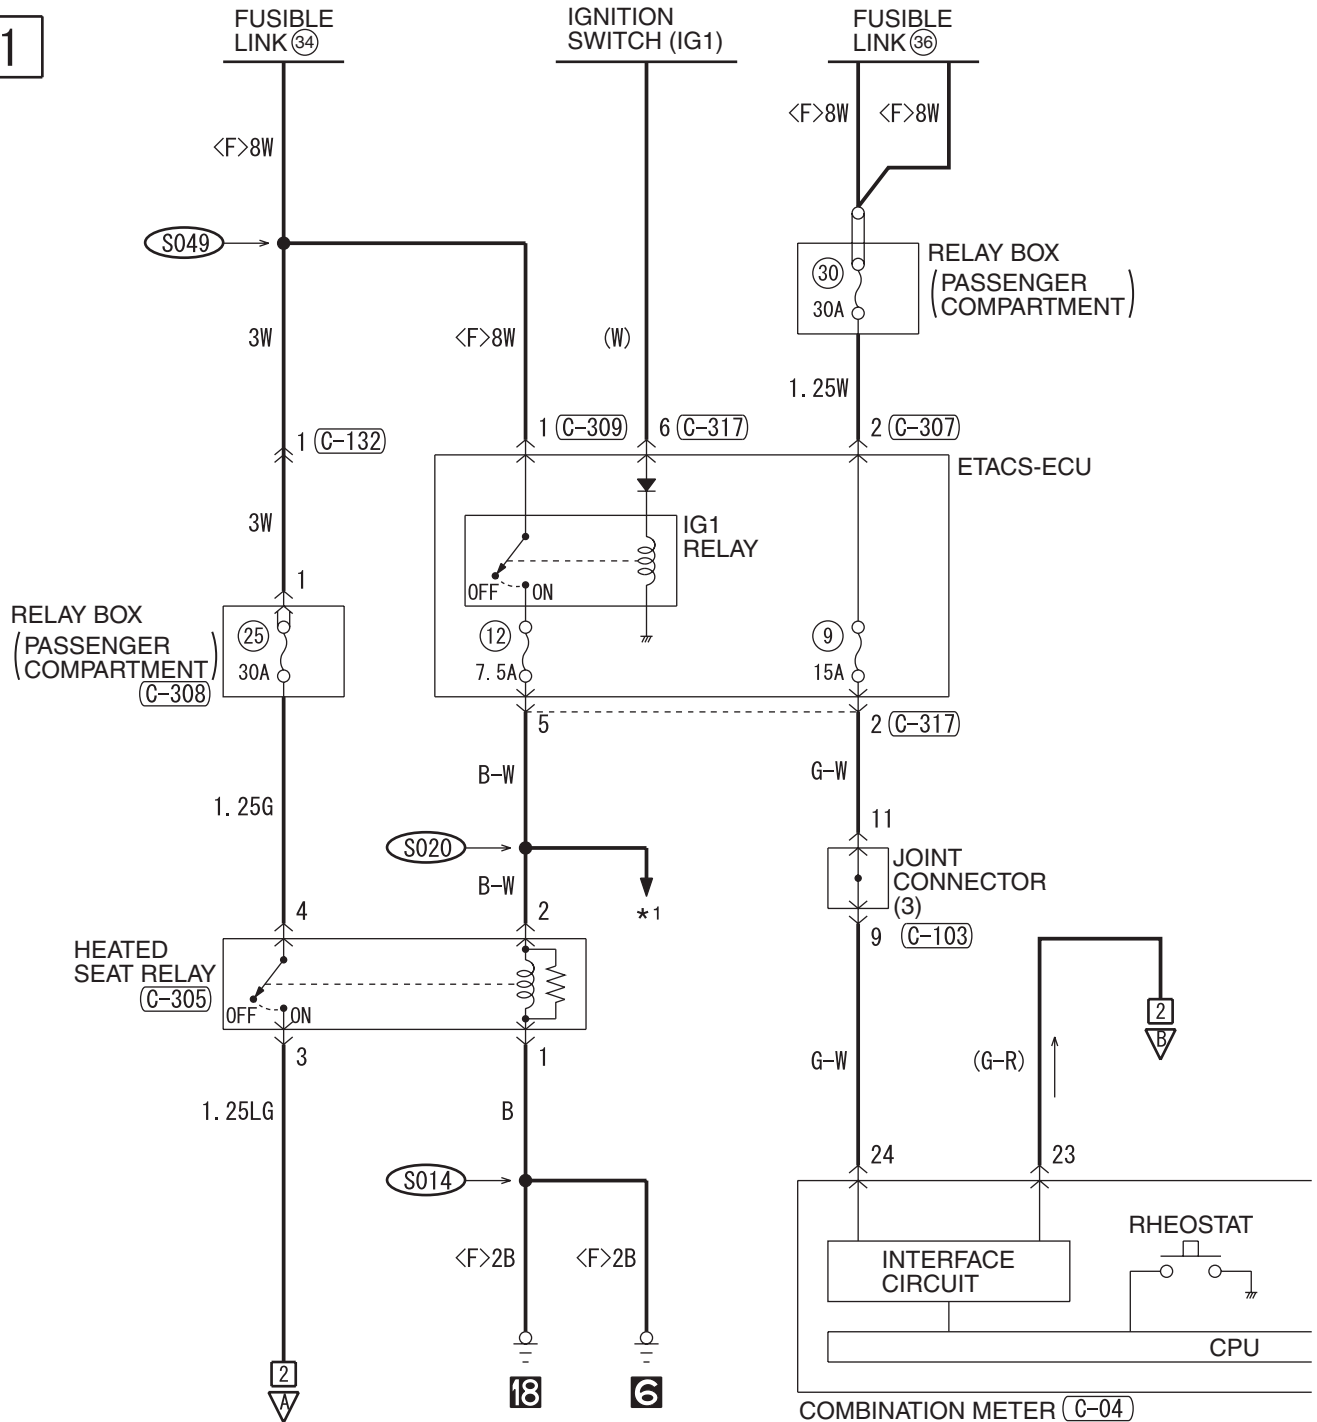 1
FUSIBLE
LINK 34
IGNITION
SWITCH (IG1)
FUSIBLE
LINK 36
<F>8W
<F>8W
<F>8W
S049
RELAY BOX
(PASSENGER
COMPARTMENT)
30
30A
3W
<F>8W
(W)
1.25W
1 C-132
1 C-309
6 C-317
2 C-307
ETACS-ECU
3W
IG1
RELAY
OFF
ON
1
RELAY BOX
(PASSENGER
COMPARTMENT)
C-308
25
30A
12
7.5A
9
15A
5
2 C-317
B-W
G-W
1.25G
11
S020
JOINT
CONNECTOR
(3)
B-W
*1
4
2
9 C-103
HEATED
SEAT RELAY
C-305
OFF
ON
2
B
3
1
G-W
(G-R)
1.25LG
B
24
23
S014
RHEOSTAT
<F>2B
<F>2B
INTERFACE
CIRCUIT
CPU
2
A
18
6
COMBINATION METER C-04